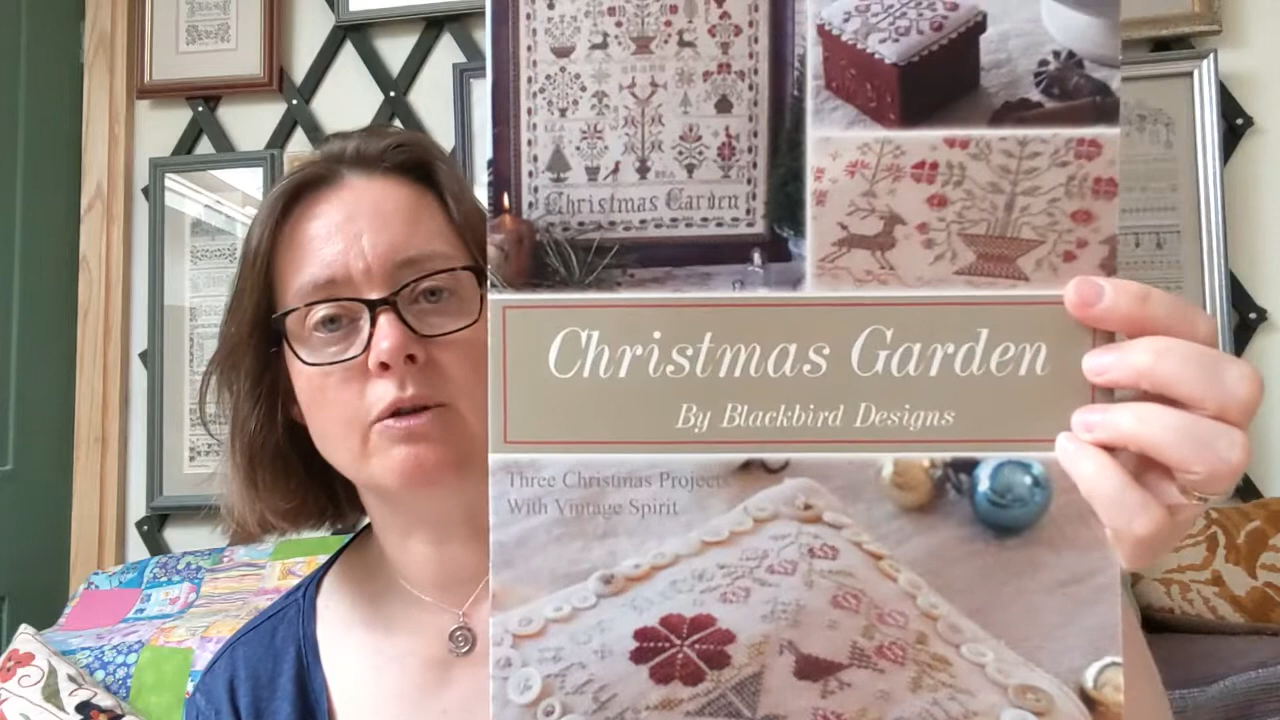 Christmas Garden
Christmas Garden
By Blackbird Designs
Three Christmas Projects
With Vintage Spirit